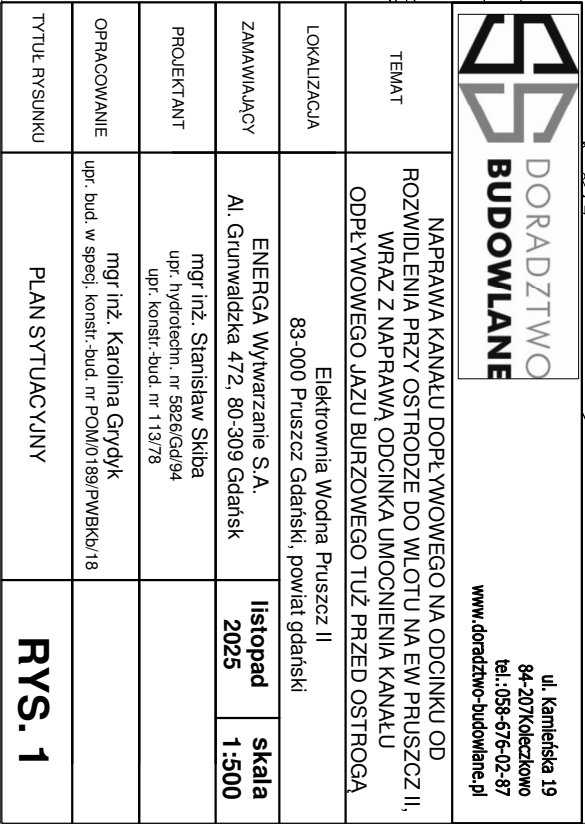 DORADZTWO
BUDOWLANE
ul. Kamieńska 19
84-207Koleczkowo
tel.:058-676-02-87
www.doradztwo-budowlane.pl
TEMAT
NAPRAWA KANAŁU DOPŁYWOWEGO NA ODCINKU OD
ROZWIDLENIA PRZY OSTRODZE DO WLOTU NA EW PRUSZCZ II,
WRAZ Z NAPRAWĄ ODCINKA UMOCNIENIA KANAŁU
ODPŁYWOWEGO JAZU BURZOWEGO TUŻ PRZED OSTROGĄ
LOKALIZACJA
Elektrownia Wodna Pruszcz II
83-000 Pruszcz Gdański, powiat gdański
ZAMAWIAJĄCY
ENERGA Wytwarzanie S.A.
Al. Grunwaldzka 472, 80-309 Gdańsk
listopad
2025
skala
1:500
PROJEKTANT
mgr inż. Stanisław Skiba
upr. hydrotechn. nr 5826/Gd/94
upr. konstr.-bud. nr 113/78
OPRACOWANIE
mgr inż. Karolina Grydyk
upr. bud. w specj. konstr.-bud. nr POM/0189/PWBKb/18
TYTUŁ RYSUNKU
PLAN SYTUACYJNY
RYS. 1